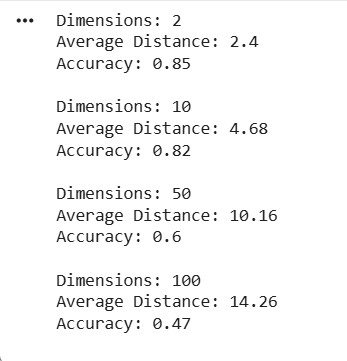 Dimensions: 2
Average Distance: 2.4
Accuracy: 0.85
Dimensions: 10
Average Distance: 4.68
Accuracy: 0.82
Dimensions: 50
Average Distance: 10.16
Accuracy: 0.6
Dimensions: 100
Average Distance: 14.26
Accuracy: 0.47